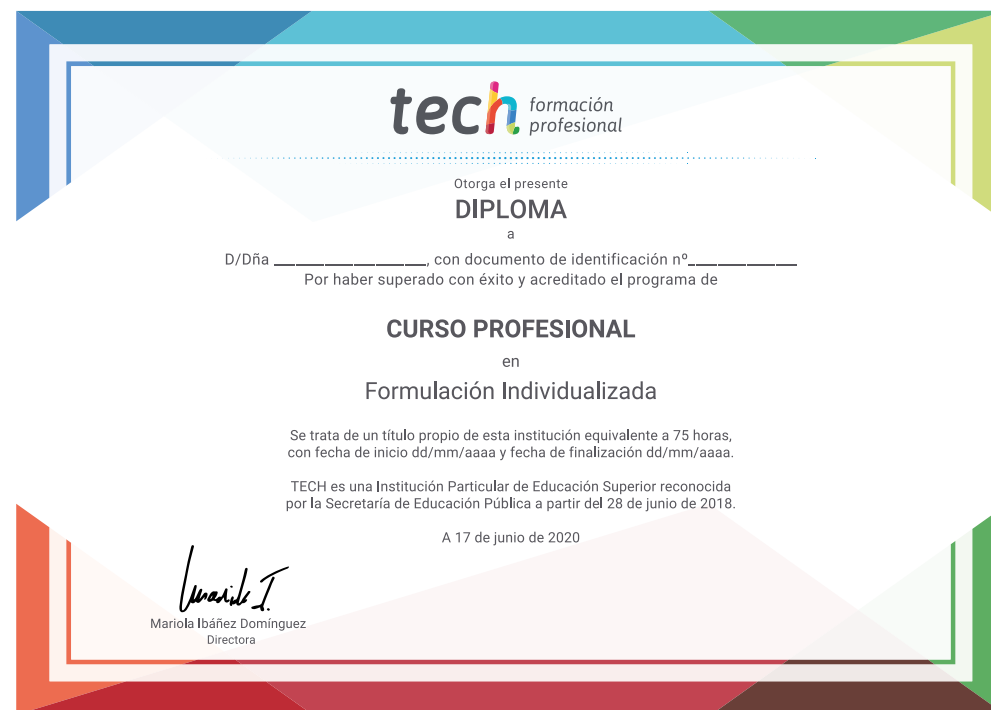 tech formación
profesional
Otorga el presente
DIPLOMA
a
D/Dña ______________, con documento de identificación nº__________
Por haber superado con éxito y acreditado el programa de
CURSO PROFESIONAL
en
Formulación Individualizada
Se trata de un título propio de esta institución equivalente a 75 horas,
con fecha de inicio dd/mm/aaaa y fecha de finalización dd/mm/aaaa.
TECH es una Institución Particular de Educación Superior reconocida
por la Secretaría de Educación Pública a partir del 28 de junio de 2018.
A 17 de junio de 2020
Mariola Ibáñez Domínguez
Directora